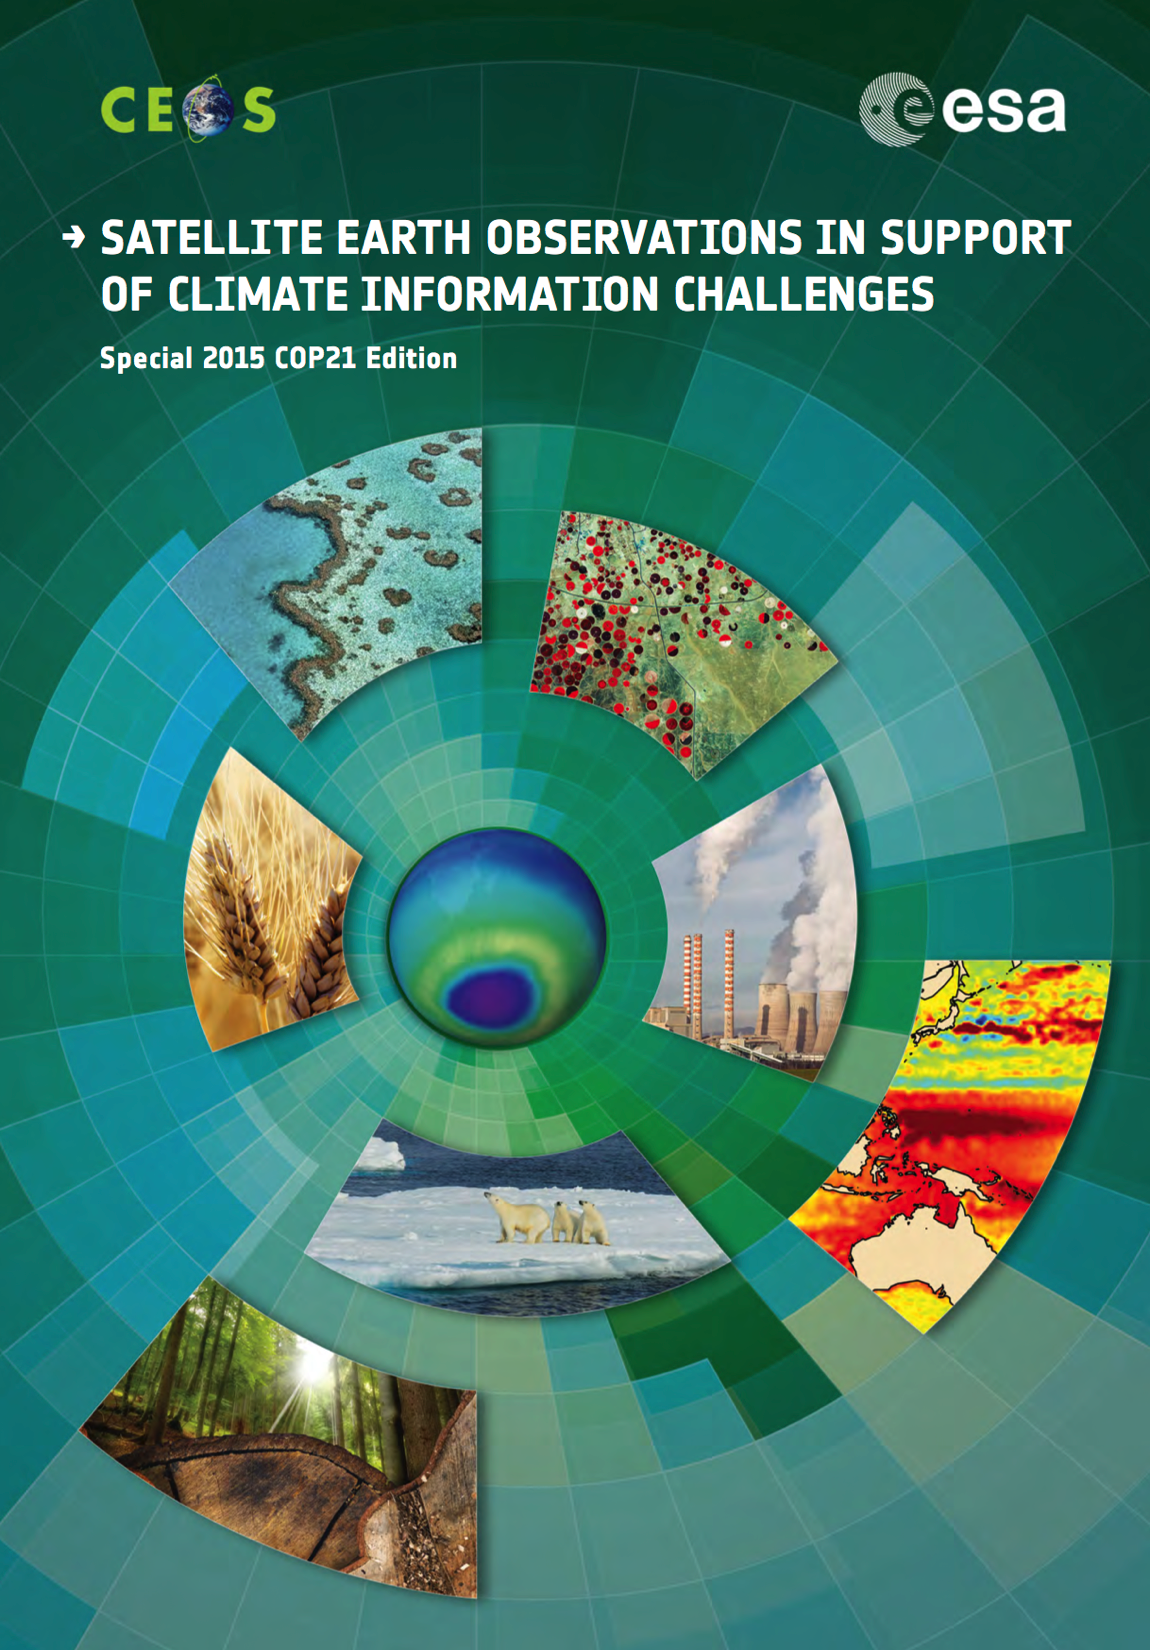 CEOS
esa
→ SATELLITE EARTH OBSERVATIONS IN SUPPORT
OF CLIMATE INFORMATION CHALLENGES
Special 2015 COP21 Edition